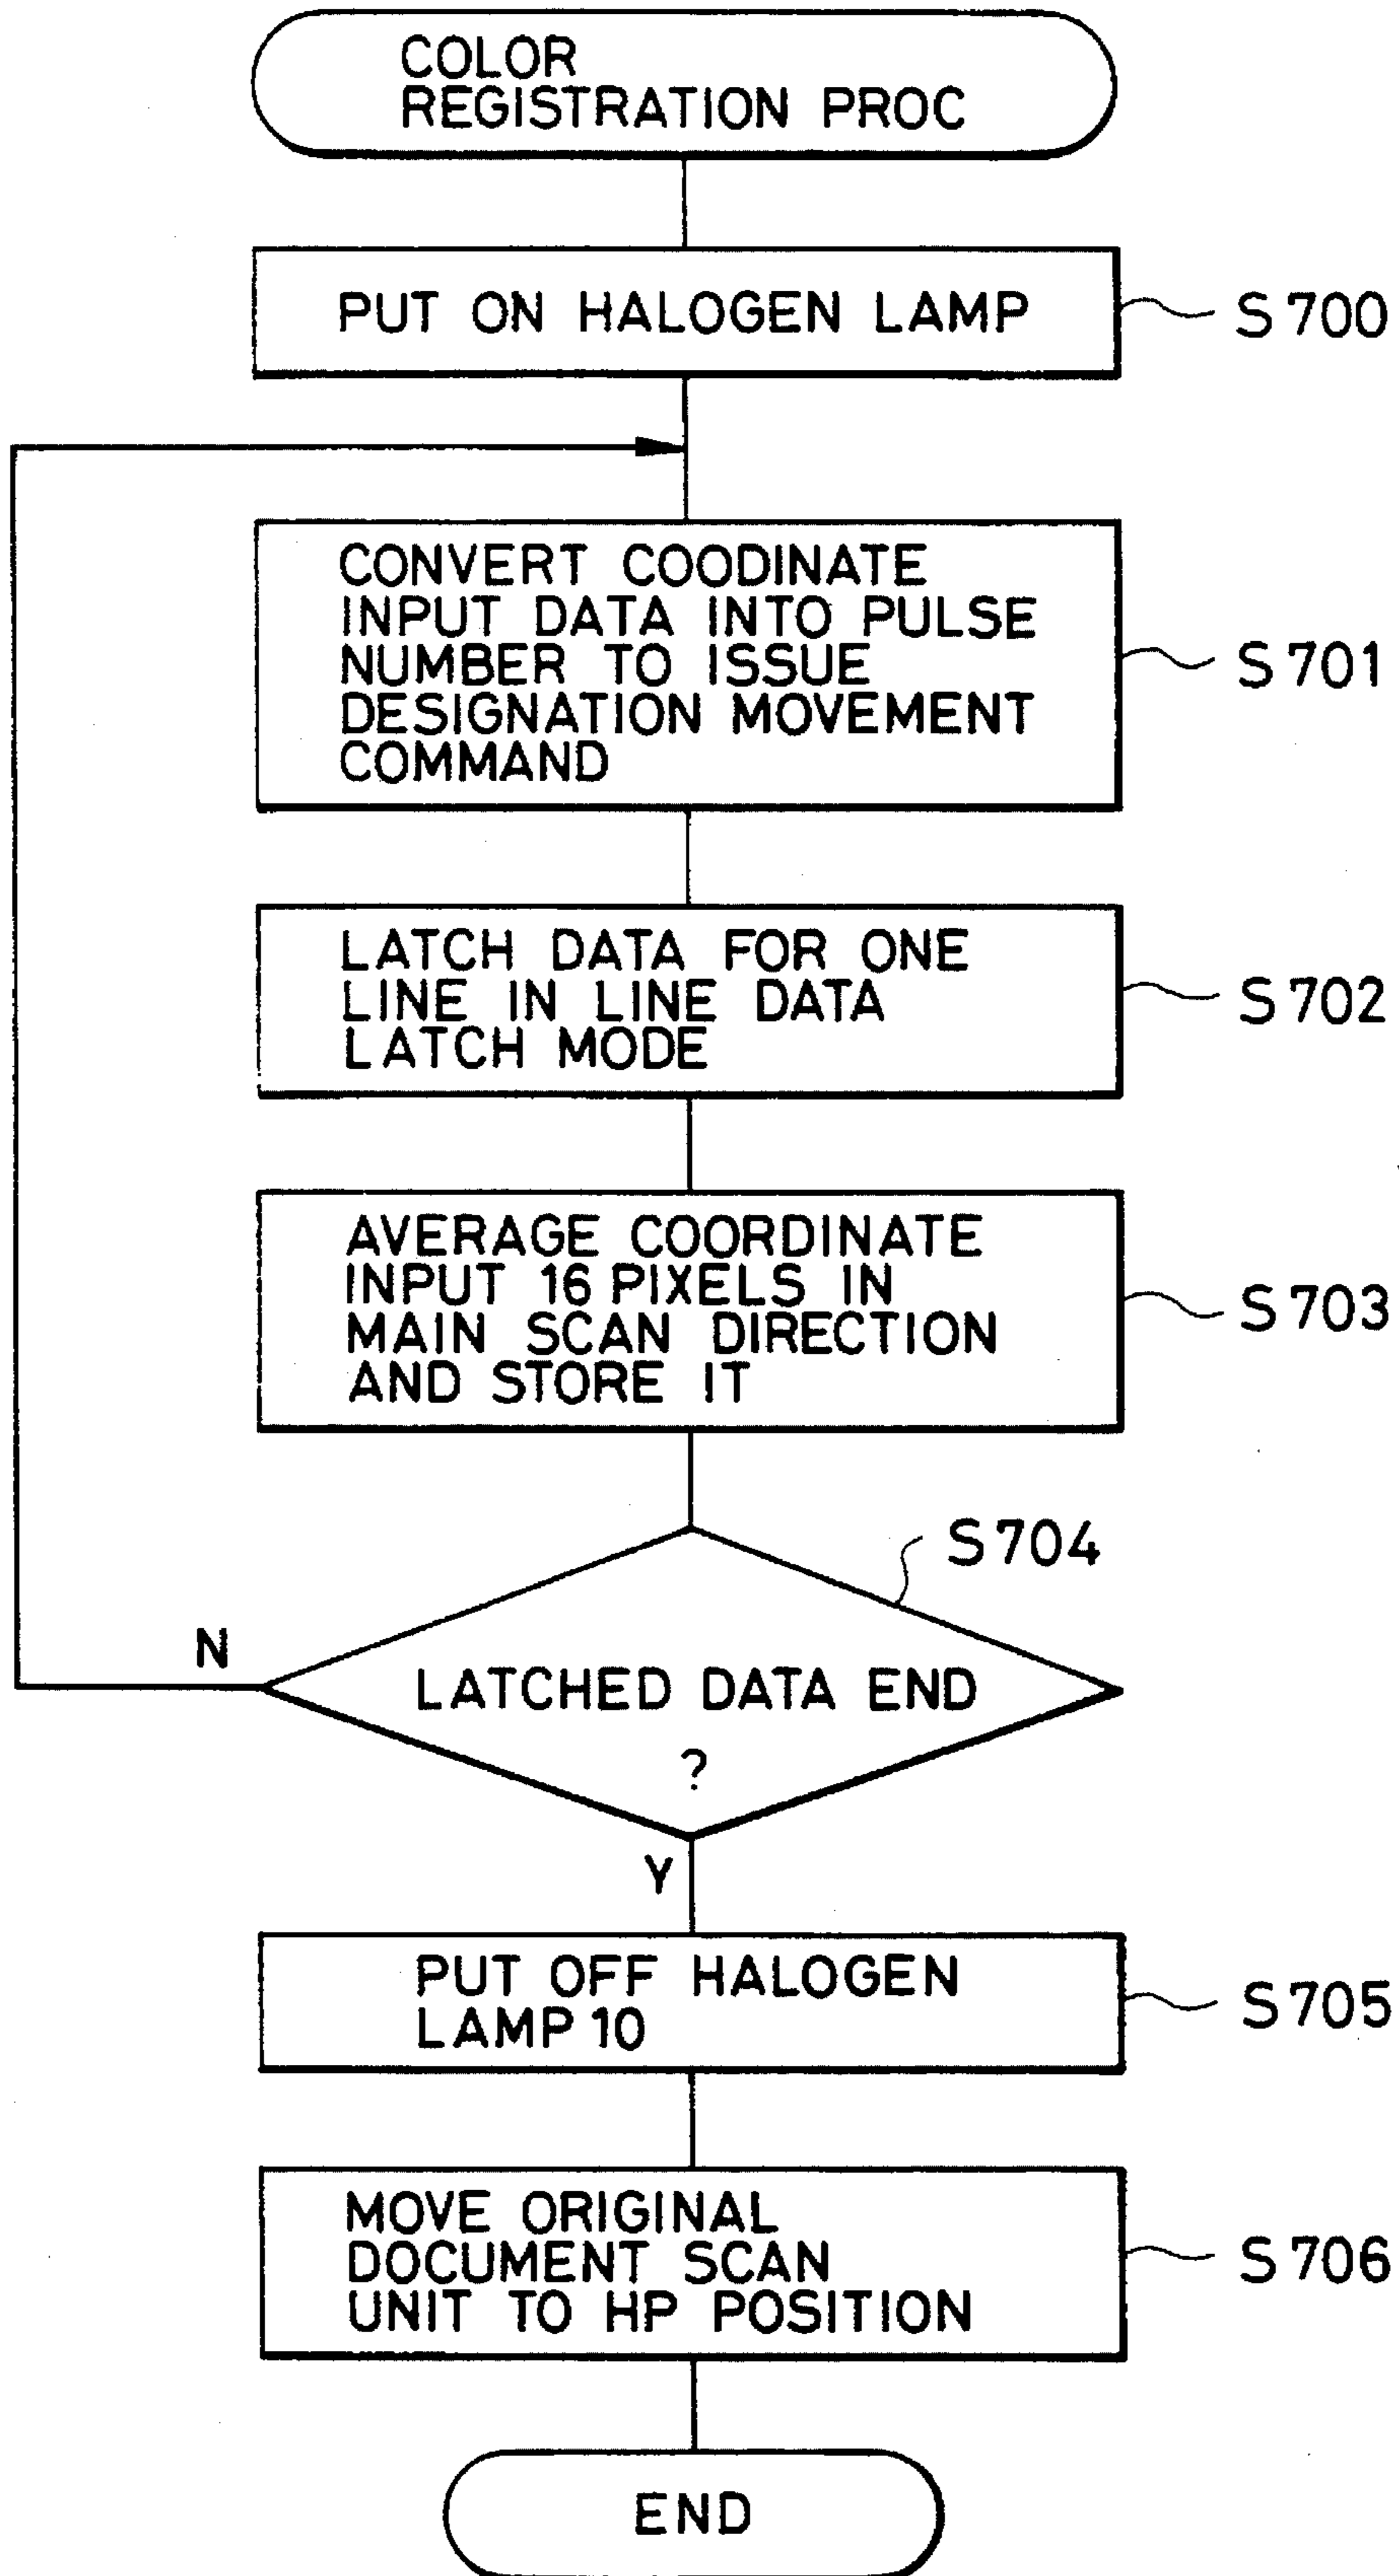 COLOR
REGISTRATION PROC
PUT ON HALOGEN LAMP
S700
CONVERT COODINATE
INPUT DATA INTO PULSE
NUMBER TO ISSUE
DESIGNATION MOVEMENT
COMMAND
S701
LATCH DATA FOR ONE
LINE IN LINE DATA
LATCH MODE
S702
AVERAGE COORDINATE
INPUT 16 PIXELS IN
MAIN SCAN DIRECTION
AND STORE IT
S703
S704
N
LATCHED DATA END
?
Y
PUT OFF HALOGEN
LAMP 10
S705
MOVE ORIGINAL
DOCUMENT SCAN
UNIT TO HP POSITION
S706
END